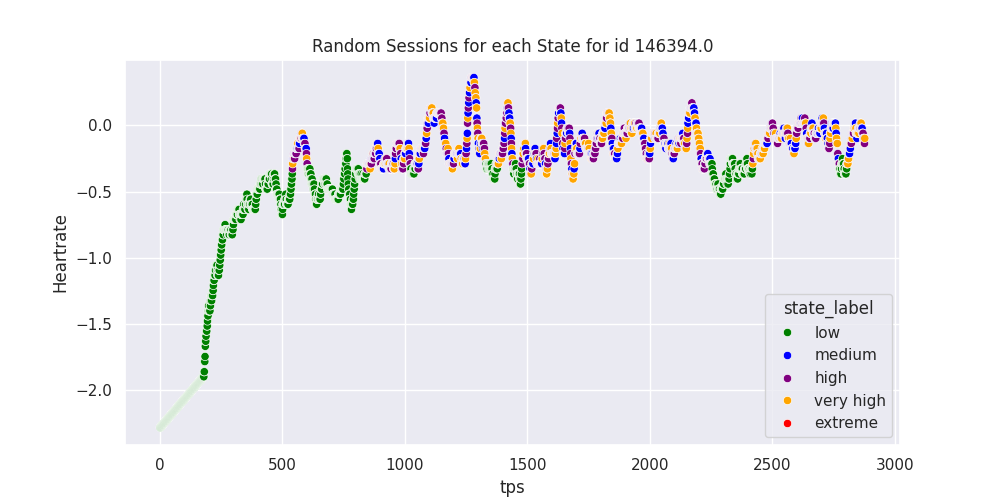 Random Sessions for each State for id 146394.0
Heartrate
0.0
−0.5
−1.0
−1.5
−2.0
state_label
low
medium
high
very high
extreme
0 500 1000 1500 2000 2500 3000
tps